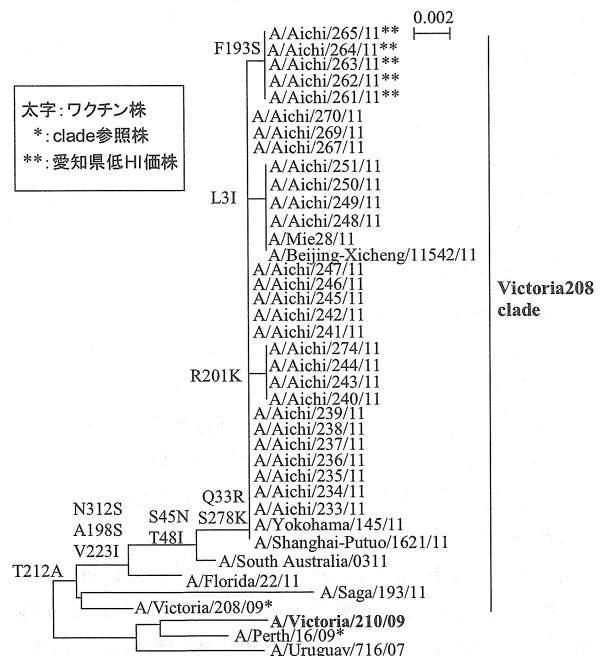 A/Aichi/265/11**
0.002
F193S
A/Aichi/264/11**
A/Aichi/263/11**
A/Aichi/262/11**
A/Aichi/261/11**
太字:ワクチン株
*:clade参照株
**:愛知県低HI価株
A/Aichi/270/11
A/Aichi/269/11
A/Aichi/267/11
L3I
A/Aichi/251/11
A/Aichi/250/11
A/Aichi/249/11
A/Aichi/248/11
A/Mie28/11
A/Beijing-Xicheng/11542/11
A/Aichi/247/11
A/Aichi/246/11
A/Aichi/245/11
A/Aichi/242/11
A/Aichi/241/11
Victoria208
clade
R201K
A/Aichi/274/11
A/Aichi/244/11
A/Aichi/243/11
A/Aichi/240/11
A/Aichi/239/11
A/Aichi/238/11
A/Aichi/237/11
A/Aichi/236/11
A/Aichi/235/11
A/Aichi/234/11
A/Aichi/233/11
Q33R
S278K
A/Yokohama/145/11
A/Shanghai-Putuo/1621/11
N312S
A198S
V223I
S45N
T48I
A/South Australia/0311
T212A
A/Florida/22/11
A/Saga/193/11
A/Victoria/208/09*
A/Victoria/210/09
A/Perth/16/09*
A/Uruguay/716/07